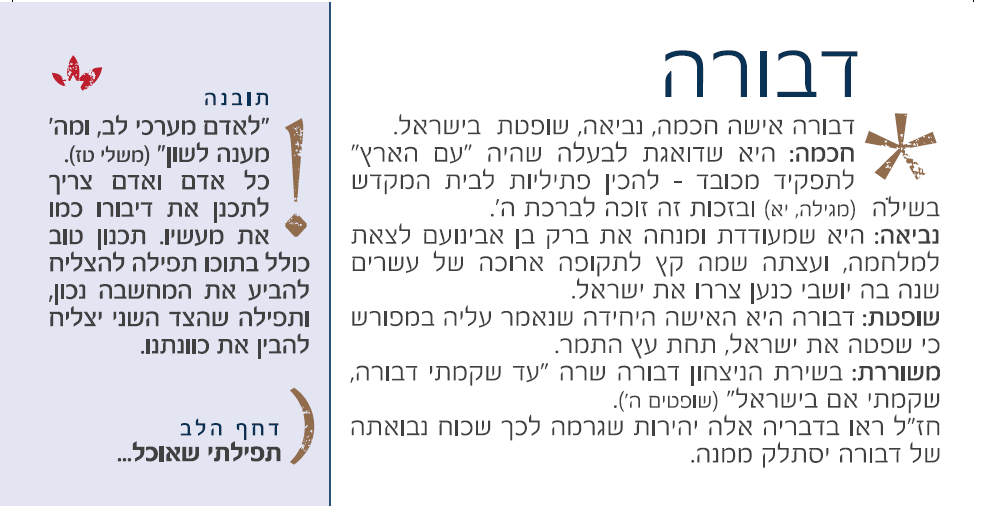 דבורה
דבורה אישה חכמה, נביאה, שופטת בישראל.
חכמה: היא שדואגת לבעלה שהיה "עם הארץ"
לתפקיד מכובד - להכין פתיליות לבית המקדש
בשילה (מגילה, יא) ובזכות זה זוכה לברכת ה'.
נביאה: היא שמעודדת ומנחה את ברק בן אבינועם לצאת
למלחמה, ועצתה שמה קץ לתקופה ארוכה של עשרים
שנה בה יושבי כנען צררו את ישראל.
שופטת: דבורה היא האישה היחידה שנאמר עליה במפורש
כי שפטה את ישראל, תחת עץ התמר.
משוררת: בשירת הניצחון דבורה שרה "עד שקמתי דבורה,
שקמתי אם בישראל" (שופטים ה').
חז"ל ראו בדבריה אלה יהירות שגרמה לכך שכוח נבואתה
של דבורה יסתלק ממנה.
תובנה
"לאדם מערכי לב, ומה'
מענה לשון" (משלי טז).
כל אדם ואדם צריך
לתכנן את דיבורו כמו
את מעשיו. תכנון טוב
כולל בתוכו תפילה להצליח
להביע את המחשבה נכון,
ותפילה שהצד השני יצליח
להבין את כוונתנו.
דחף הלב
תפילתי שאוכל...